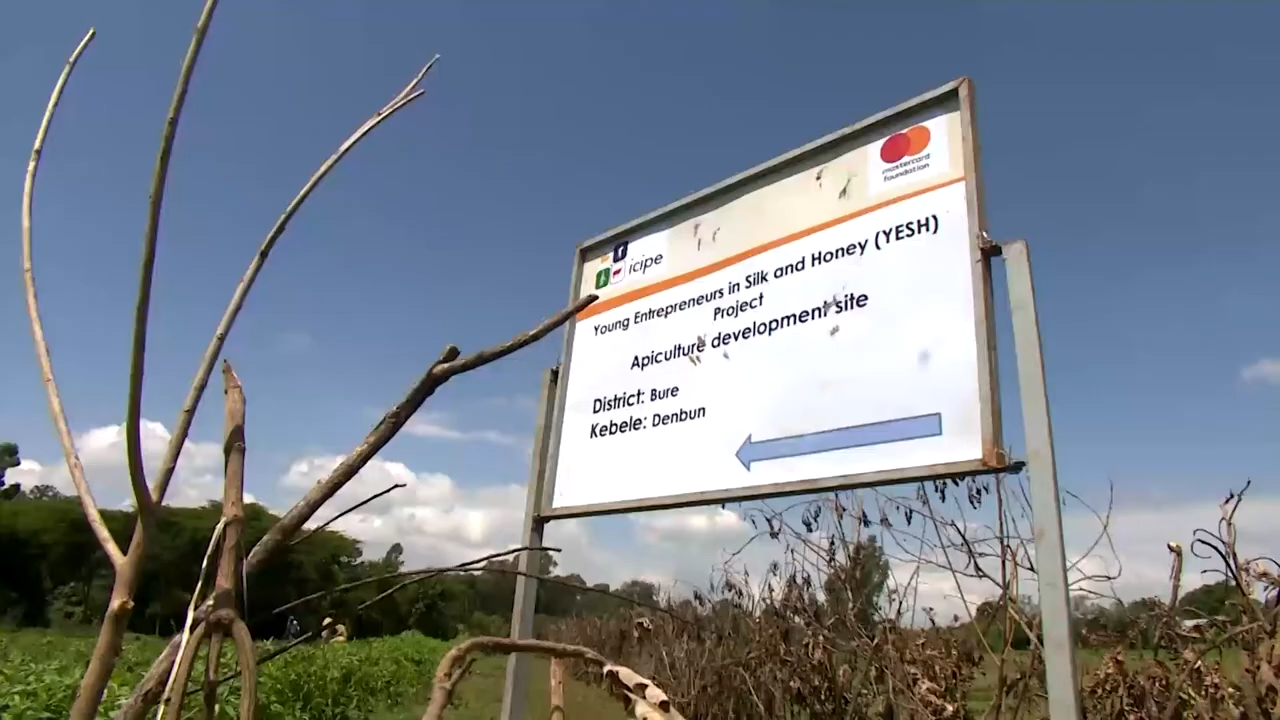 mastercard
foundation
icipe
Young Entrepreneurs in Silk and Honey (YESH)
Project
Apiculture development site
District: Bure
Kebele: Denbun